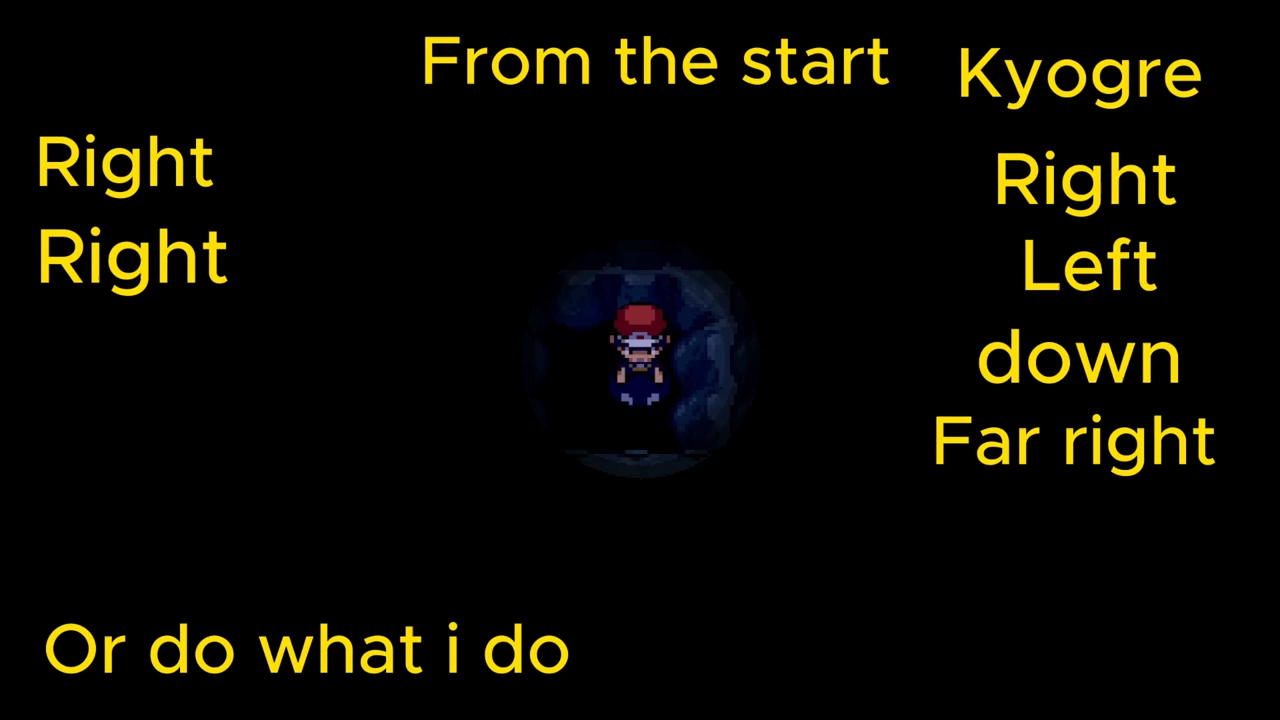 From the start
Right
Right
Kyogre
Right
Left
down
Far right
Or do what i do